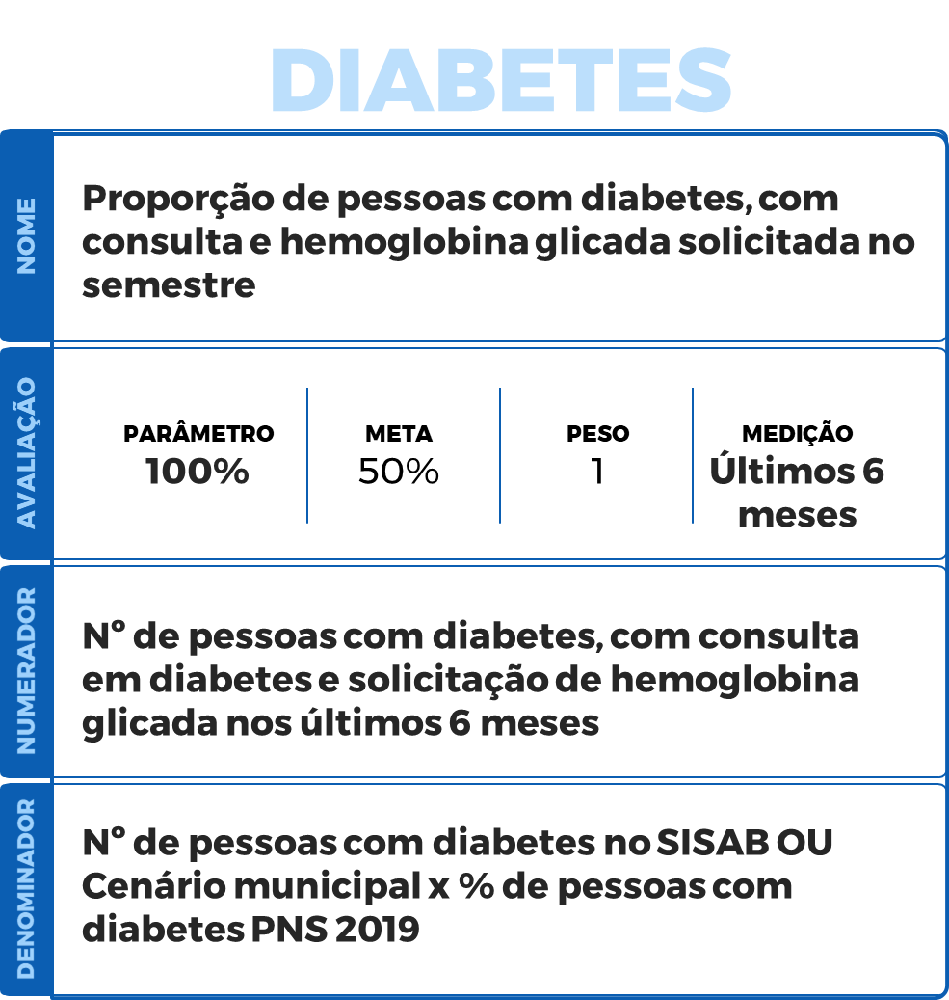 DIABETES
NOME
Proporção de pessoas com diabetes, com
consulta e hemoglobina glicada solicitada no
semestre
AVALIAÇÃO
PARÂMETRO
100%
META
50%
PESO
1
MEDIÇÃO
Últimos 6
meses
NUMERADOR
Nº de pessoas com diabetes, com consulta
em diabetes e solicitação de hemoglobina
glicada nos últimos 6 meses
DENOMINADOR
Nº de pessoas com diabetes no SISAB OU
Cenário municipal x % de pessoas com
diabetes PNS 2019